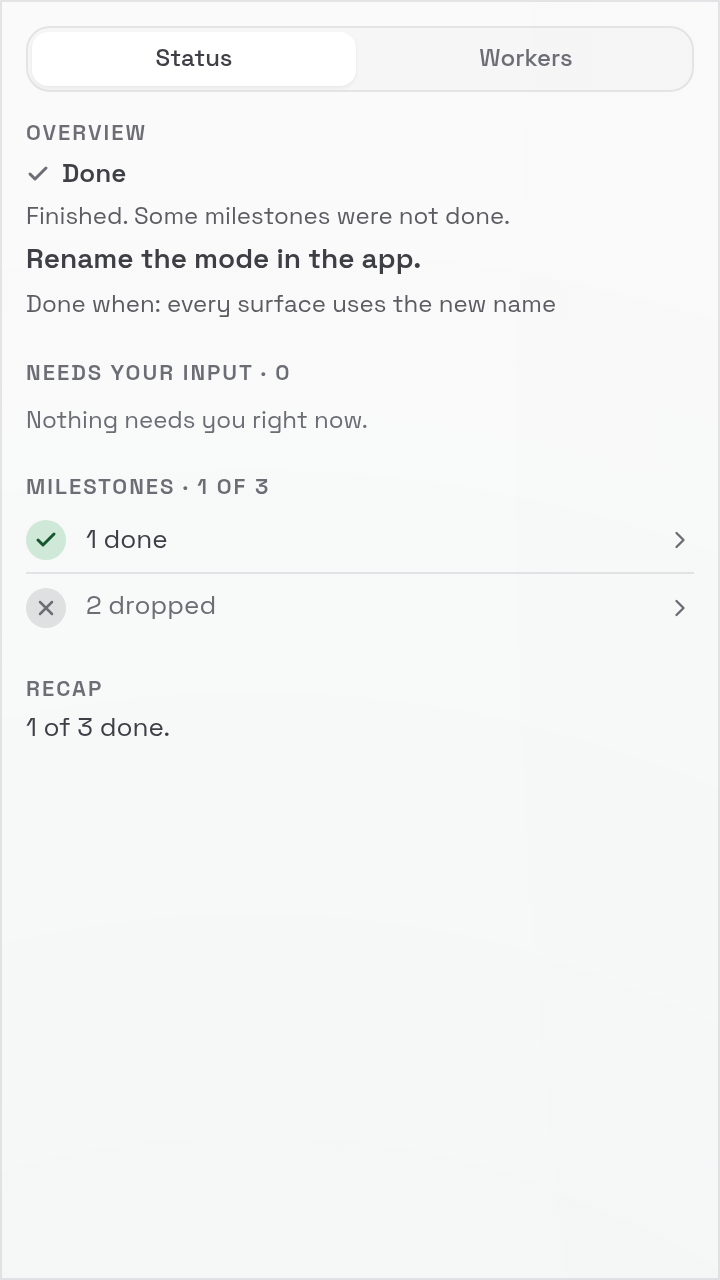 Status
Workers
OVERVIEW
Done
Finished. Some milestones were not done.
Rename the mode in the app.
Done when: every surface uses the new name
NEEDS YOUR INPUT · 0
Nothing needs you right now.
MILESTONES · 1 OF 3
1 done
2 dropped
RECAP
1 of 3 done.